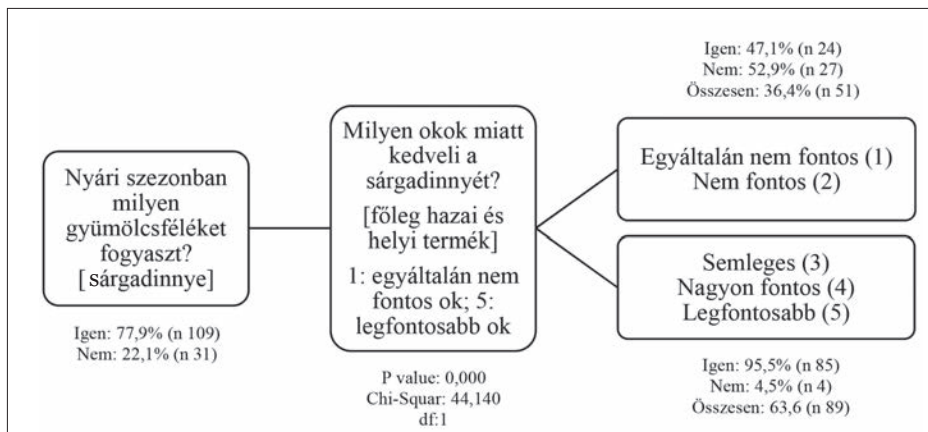 Nyári szezonban
milyen
gyümölcsféléket
fogyaszt?
[sárgadinnye]
Igen: 77,9% (n 109)
Nem: 22,1% (n 31)
Milyen okok miatt
kedveli a
sárgadinnyét?
[főleg hazai és
helyi termék]
1: egyáltalán nem
fontos ok; 5:
legfontosabb ok
P value: 0,000
Chi-Squar: 44,140
df:1
Igen: 47,1% (n 24)
Nem: 52,9% (n 27)
Összesen: 36,4% (n 51)
Egyáltalán nem fontos (1)
Nem fontos (2)
Semleges (3)
Nagyon fontos (4)
Legfontosabb (5)
Igen: 95,5% (n 85)
Nem: 4,5% (n 4)
Összesen: 63,6 (n 89)